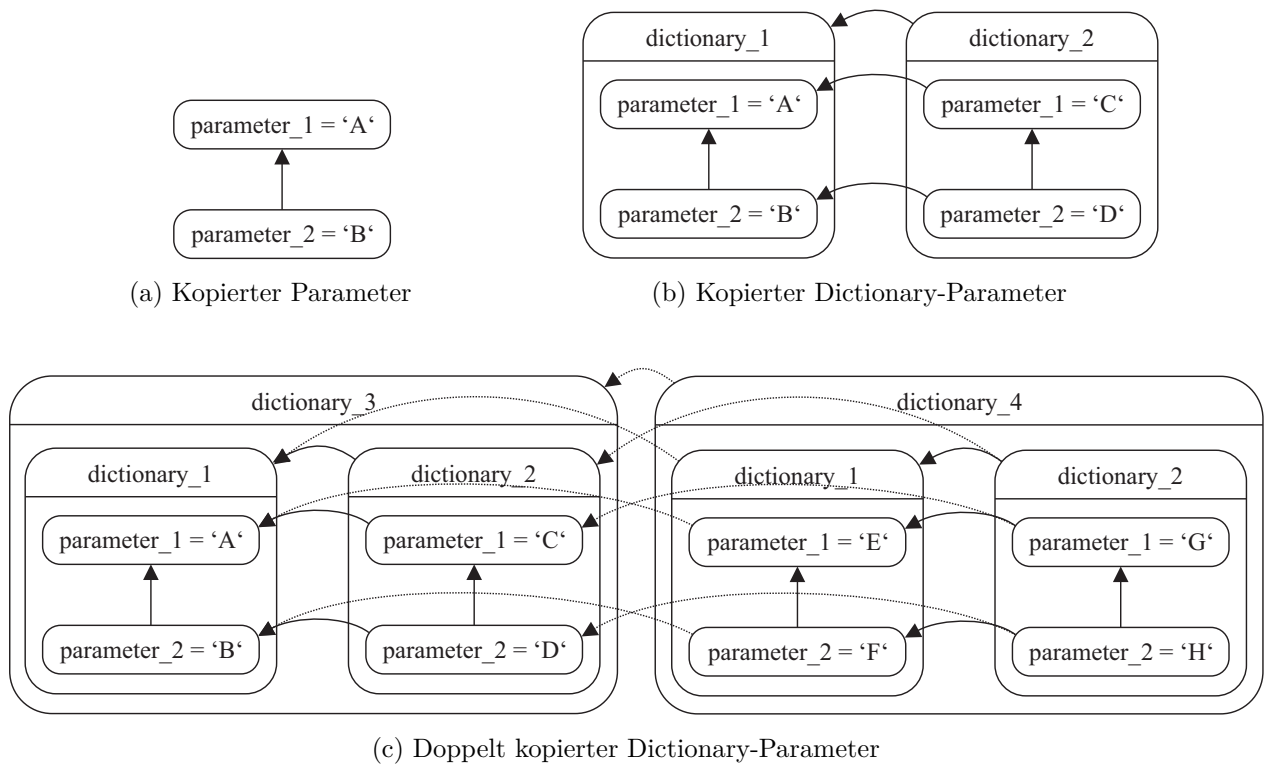 dictionary_1
dictionary_2
parameter_1 = ‘A‘
parameter_1 = ‘A‘
parameter_1 = ‘C‘
parameter_2 = ‘B‘
parameter_2 = ‘B‘
parameter_2 = ‘D‘
(a) Kopierter Parameter
(b) Kopierter Dictionary-Parameter
dictionary_3
dictionary_4
dictionary_1
dictionary_2
dictionary_1
dictionary_2
parameter_1 = ‘A‘
parameter_1 = ‘C‘
parameter_1 = ‘E‘
parameter_1 = ‘G‘
parameter_2 = ‘B‘
parameter_2 = ‘D‘
parameter_2 = ‘F‘
parameter_2 = ‘H‘
(c) Doppelt kopierter Dictionary-Parameter